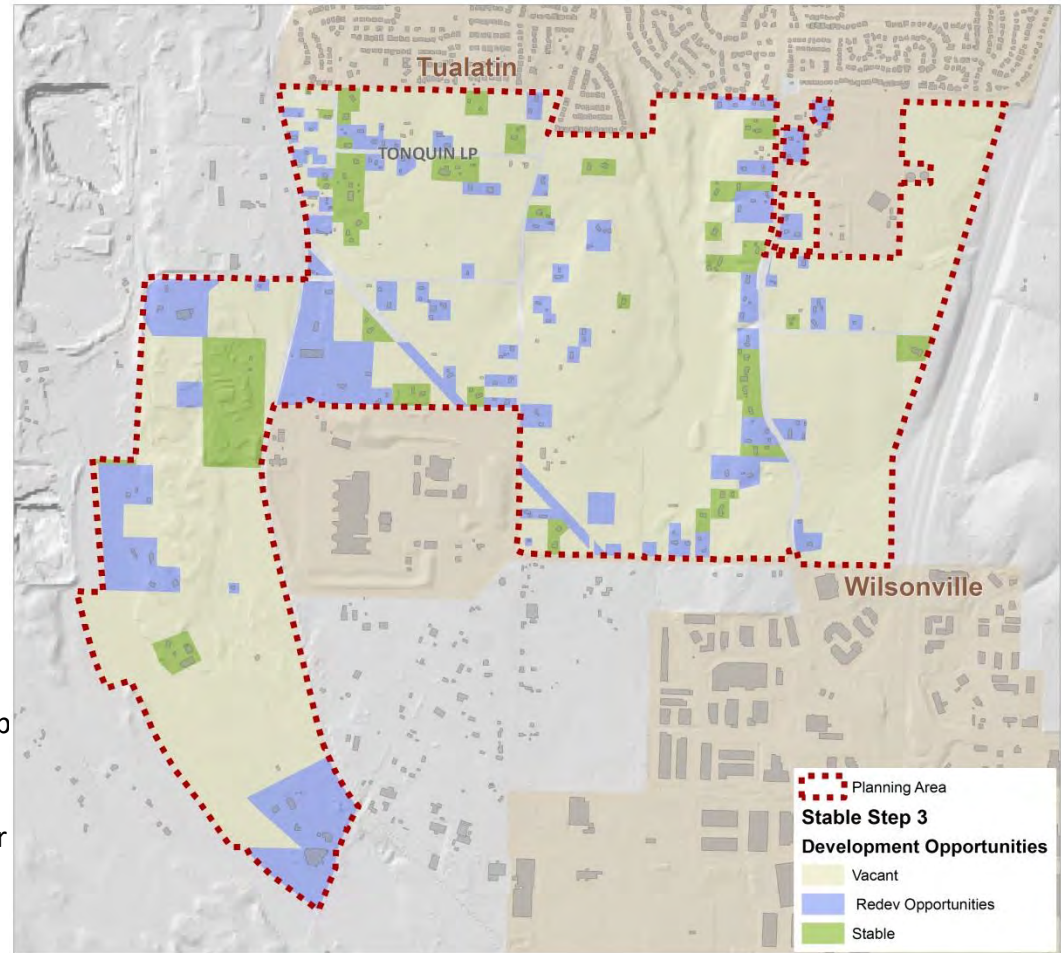 Tualatin
TONQUIN LP
Wilsonville
p
r
Planning Area
Stable Step 3
Development Opportunities
Vacant
Redev Opportunities
Stable